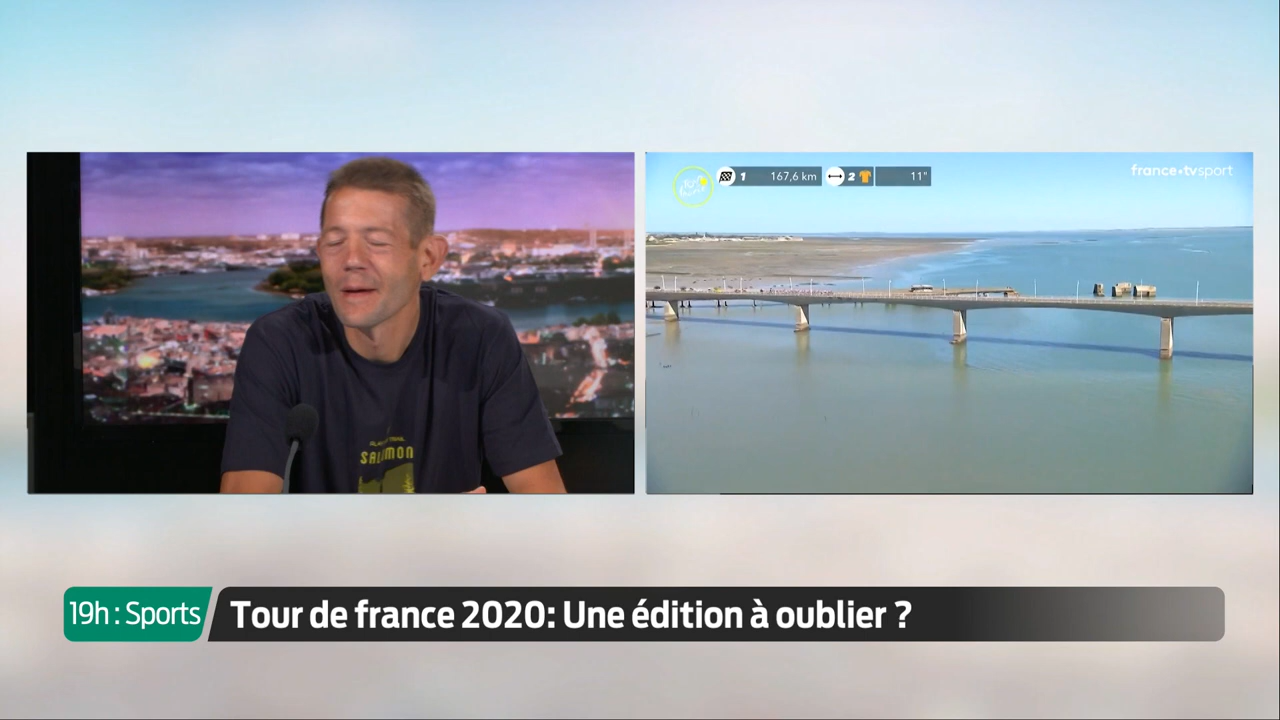 1 167,6 km 2 11"
france•tvsport
SALOMON
19h : Sports
Tour de france 2020: Une édition à oublier ?